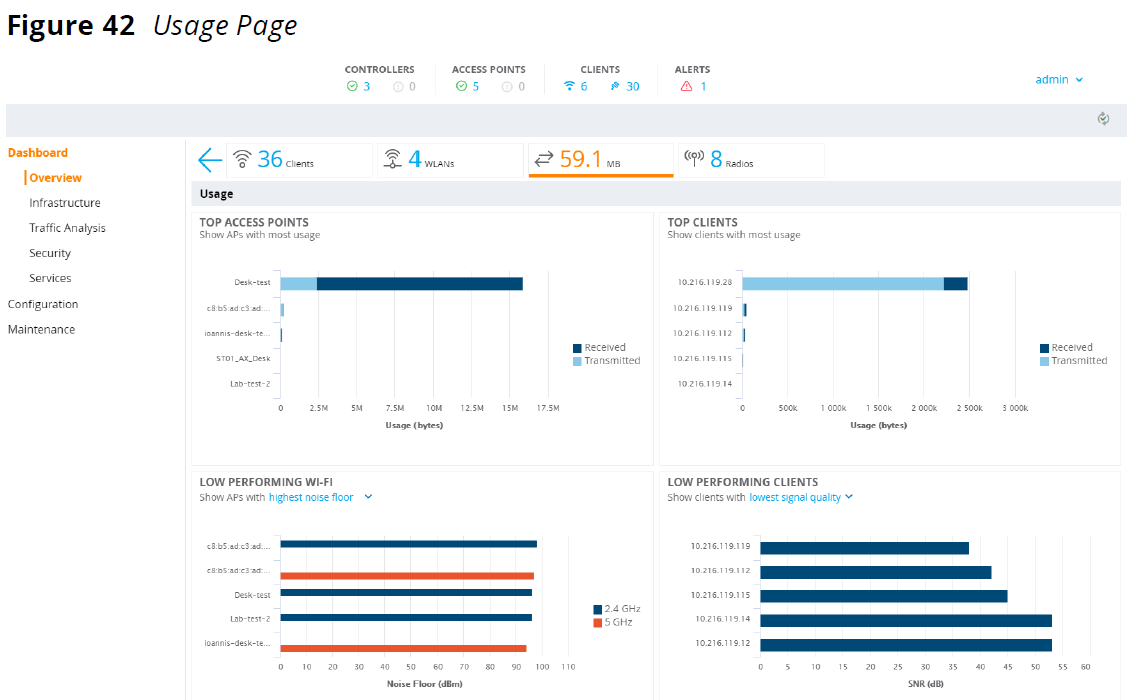 Figure 42 Usage Page
CONTROLLERS ACCESS POINTS CLIENTS ALERTS
3 0 5 0 6 30 1
admin
Dashboard
Overview
Infrastructure
Traffic Analysis
Security
Services
Configuration
Maintenance
36 Clients 4 WLANs 59.1 MB 8 Radios
Usage
TOP ACCESS POINTS
Show APs with most usage
Desk-test
c8:b5:ad:c3:ad:...
ioannis-desk-te...
ST01_AX_Desk
Lab-test-2
0 2.5M 5M 7.5M 10M 12.5M 15M 17.5M
Usage (bytes)
Received
Transmitted
TOP CLIENTS
Show clients with most usage
10.216.119.28
10.216.119.119
10.216.119.112
10.216.119.115
10.216.119.14
0 500k 1 000k 1 500k 2 000k 2 500k 3 000k
Usage (bytes)
Received
Transmitted
LOW PERFORMING WI-FI
Show APs with highest noise floor
c8:b5:ad:c3:ad:...
c8:b5:ad:c3:ad:...
Desk-test
Lab-test-2
ioannis-desk-te...
0 10 20 30 40 50 60 70 80 90 100 110
Noise Floor (dBm)
2.4 GHz
5 GHz
LOW PERFORMING CLIENTS
Show clients with lowest signal quality
10.216.119.119
10.216.119.112
10.216.119.115
10.216.119.14
10.216.119.12
0 5 10 15 20 25 30 35 40 45 50 55 60
SNR (dB)